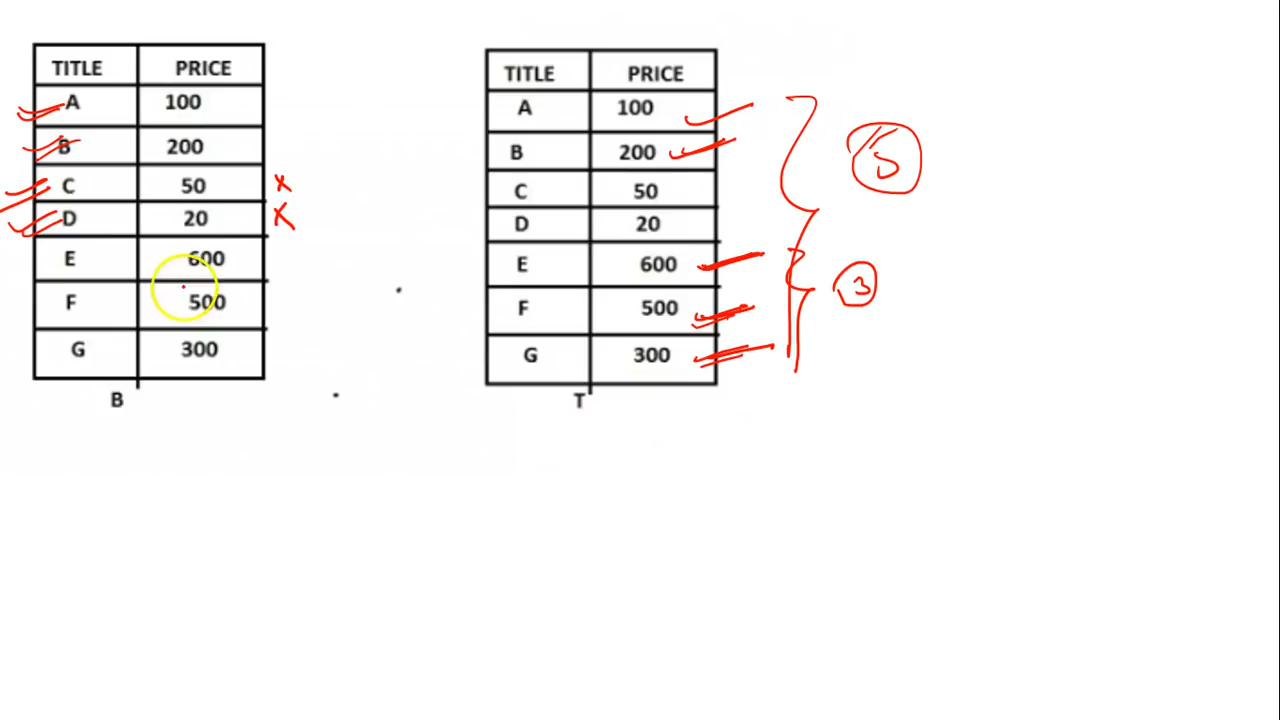 TITLE PRICE
A 100
B 200
C 50 x
D 20 x
E 600
F 500
G 300
B
TITLE PRICE
A 100
B 200
C 50
D 20
E 600
F 500
G 300
T
5
3